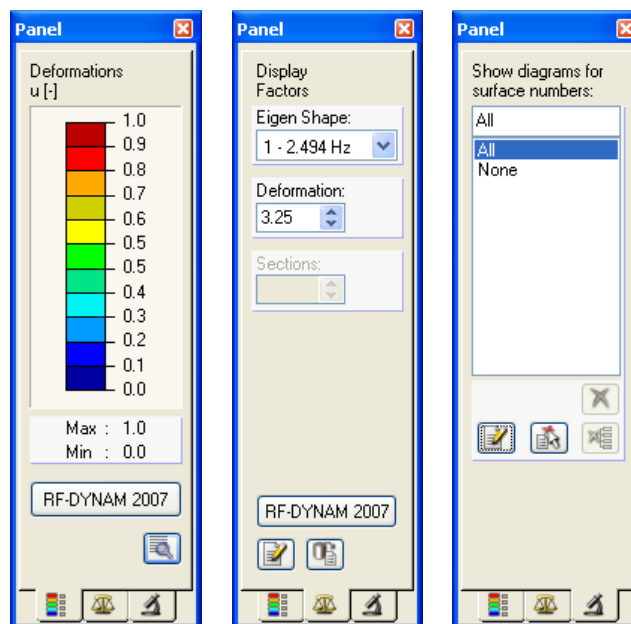 Panel
Deformations
u [-]
1.0
0.9
0.8
0.7
0.6
0.5
0.5
0.4
0.3
0.2
0.1
0.0
Max : 1.0
Min : 0.0
RF-DYNAM 2007
Panel
Display
Factors
Eigen Shape:
1 - 2.494 Hz
Deformation:
3.25
Sections:
RF-DYNAM 2007
Panel
Show diagrams for
surface numbers:
All
All
None